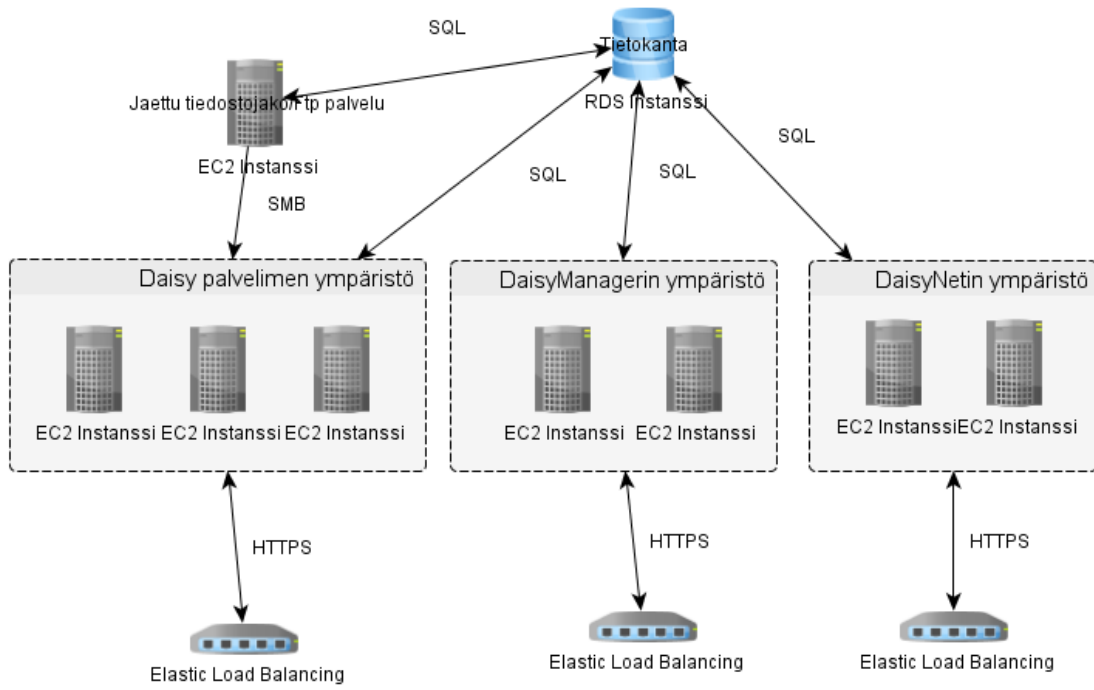 SQL
Tietokanta
Jaettu tiedostojako/ftp palvelu
RDS Instanssi
EC2 Instanssi
SQL
SQL
SQL
SMB
Daisy palvelimen ympäristö
DaisyManagerin ympäristö
DaisyNetin ympäristö
EC2 Instanssi
EC2 Instanssi
EC2 Instanssi
EC2 Instanssi
EC2 Instanssi
EC2 Instanssi
EC2 Instanssi
HTTPS
HTTPS
HTTPS
Elastic Load Balancing
Elastic Load Balancing
Elastic Load Balancing